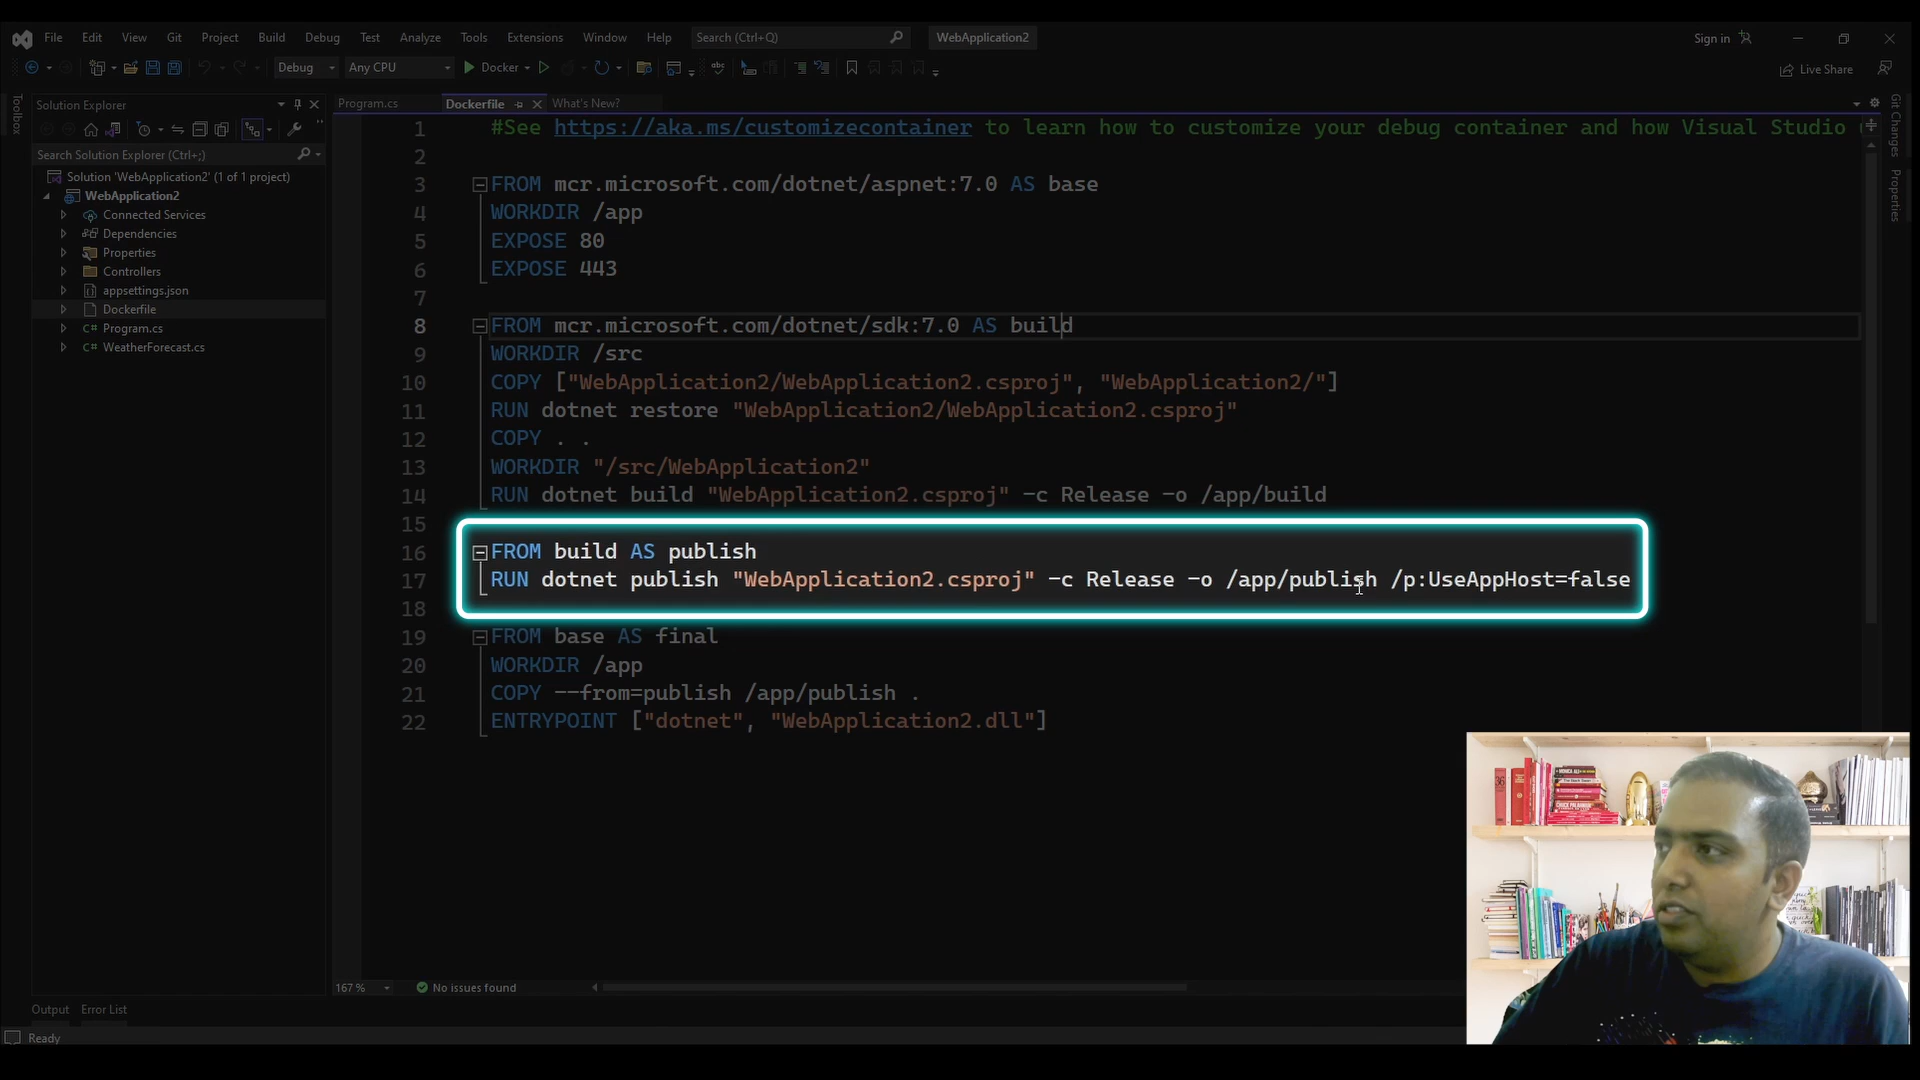 File Edit View Git Project Build Debug Test Analyze Tools Extensions Window Help Search (Ctrl+Q) WebApplication2 Sign in
Debug Any CPU Docker Live Share
Toolbox
Solution Explorer
Search Solution Explorer (Ctrl+;)
Solution 'WebApplication2' (1 of 1 project)
WebApplication2
Connected Services
Dependencies
Properties
Controllers
appsettings.json
Dockerfile
Program.cs
WeatherForecast.cs
Program.cs Dockerfile What's New?
1 #See https://aka.ms/customizecontainer to learn how to customize your debug container and how Visual Studio
2
3 FROM mcr.microsoft.com/dotnet/aspnet:7.0 AS base
4 WORKDIR /app
5 EXPOSE 80
6 EXPOSE 443
7
8 FROM mcr.microsoft.com/dotnet/sdk:7.0 AS build
9 WORKDIR /src
10 COPY ["WebApplication2/WebApplication2.csproj", "WebApplication2/"]
11 RUN dotnet restore "WebApplication2/WebApplication2.csproj"
12 COPY . .
13 WORKDIR "/src/WebApplication2"
14 RUN dotnet build "WebApplication2.csproj" -c Release -o /app/build
15
16 FROM build AS publish
17 RUN dotnet publish "WebApplication2.csproj" -c Release -o /app/publish /p:UseAppHost=false
18
19 FROM base AS final
20 WORKDIR /app
21 COPY --from=publish /app/publish .
22 ENTRYPOINT ["dotnet", "WebApplication2.dll"]
Git Changes
Properties
167 % No issues found
Output Error List
Ready